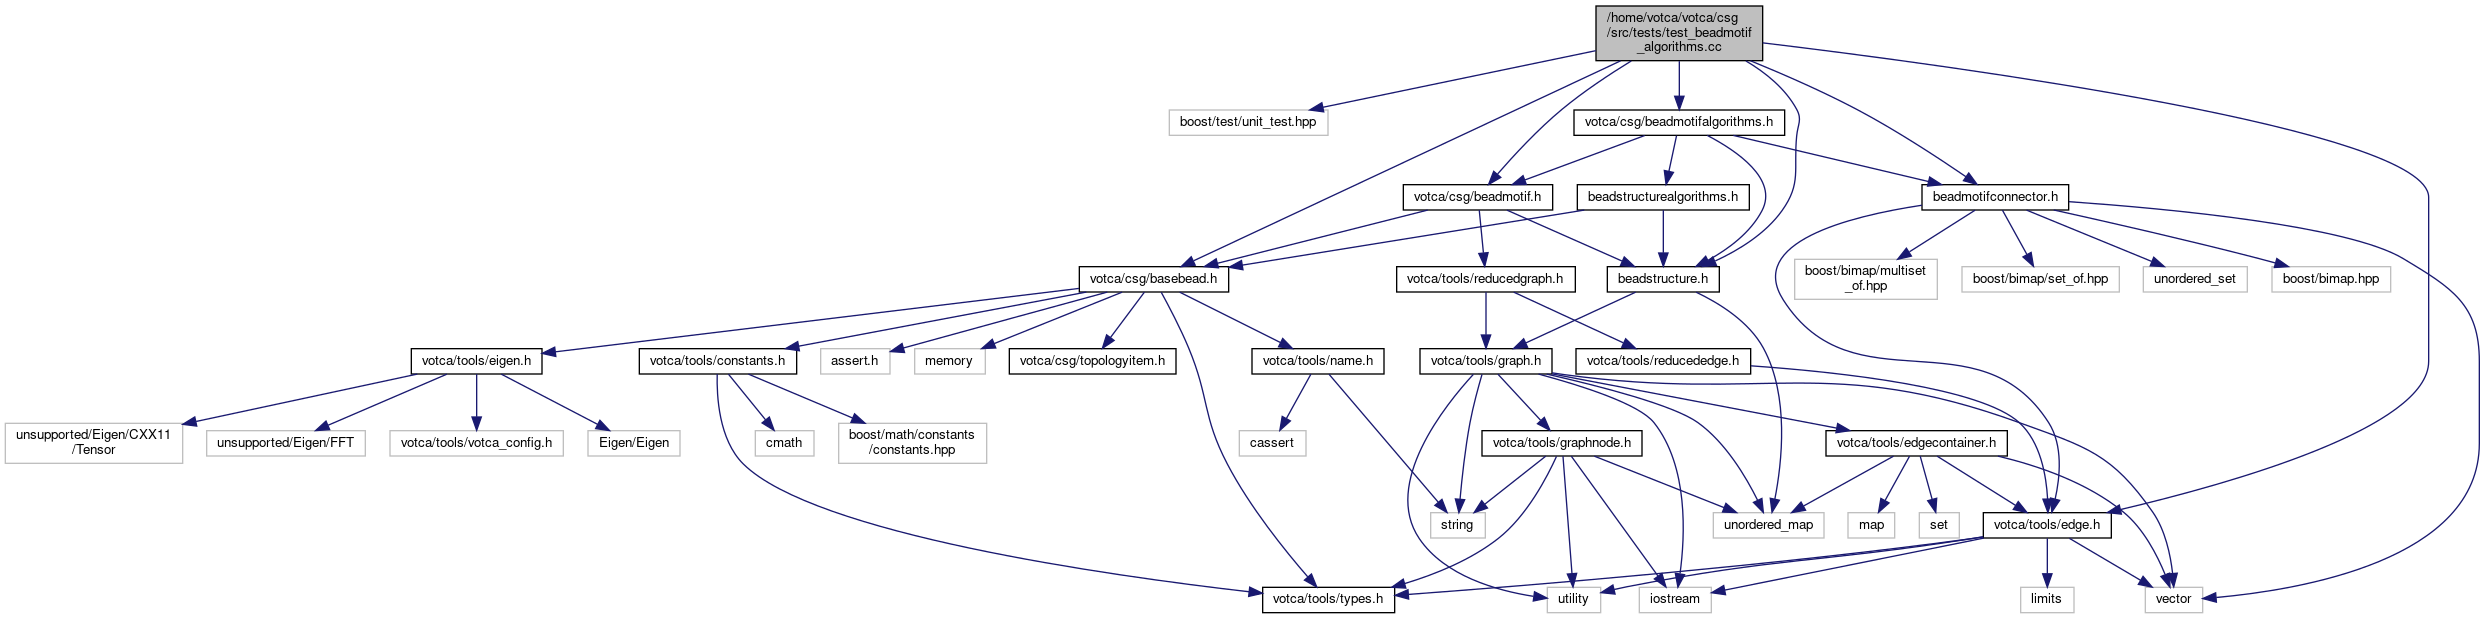 /home/votca/votca/csg
/src/tests/test_beadmotif
_algorithms.cc
boost/test/unit_test.hpp
votca/csg/beadmotifalgorithms.h
votca/csg/beadmotif.h
beadstructurealgorithms.h
beadmotifconnector.h
votca/csg/basebead.h
votca/tools/reducedgraph.h
beadstructure.h
boost/bimap/multiset
_of.hpp
boost/bimap/set_of.hpp
unordered_set
boost/bimap.hpp
votca/tools/eigen.h
votca/tools/constants.h
assert.h
memory
votca/csg/topologyitem.h
votca/tools/name.h
votca/tools/graph.h
votca/tools/reducededge.h
unsupported/Eigen/CXX11
/Tensor
unsupported/Eigen/FFT
votca/tools/votca_config.h
Eigen/Eigen
cmath
boost/math/constants
/constants.hpp
cassert
votca/tools/graphnode.h
votca/tools/edgecontainer.h
string
unordered_map
map
set
votca/tools/edge.h
votca/tools/types.h
utility
iostream
limits
vector